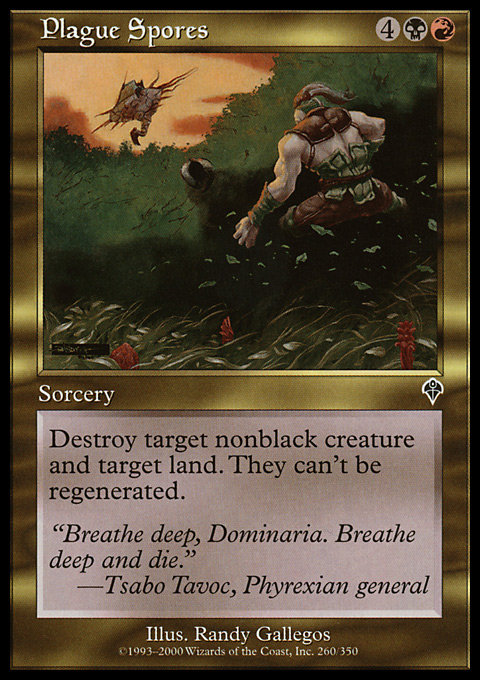 Plague Spores 4
Sorcery
Destroy target nonblack creature
and target land. They can't be
regenerated.
“Breathe deep, Dominaria. Breathe
deep and die.”
—Tsabo Tavoc, Phyrexian general
Illus. Randy Gallegos
©1993–2000 Wizards of the Coast, Inc. 260/350